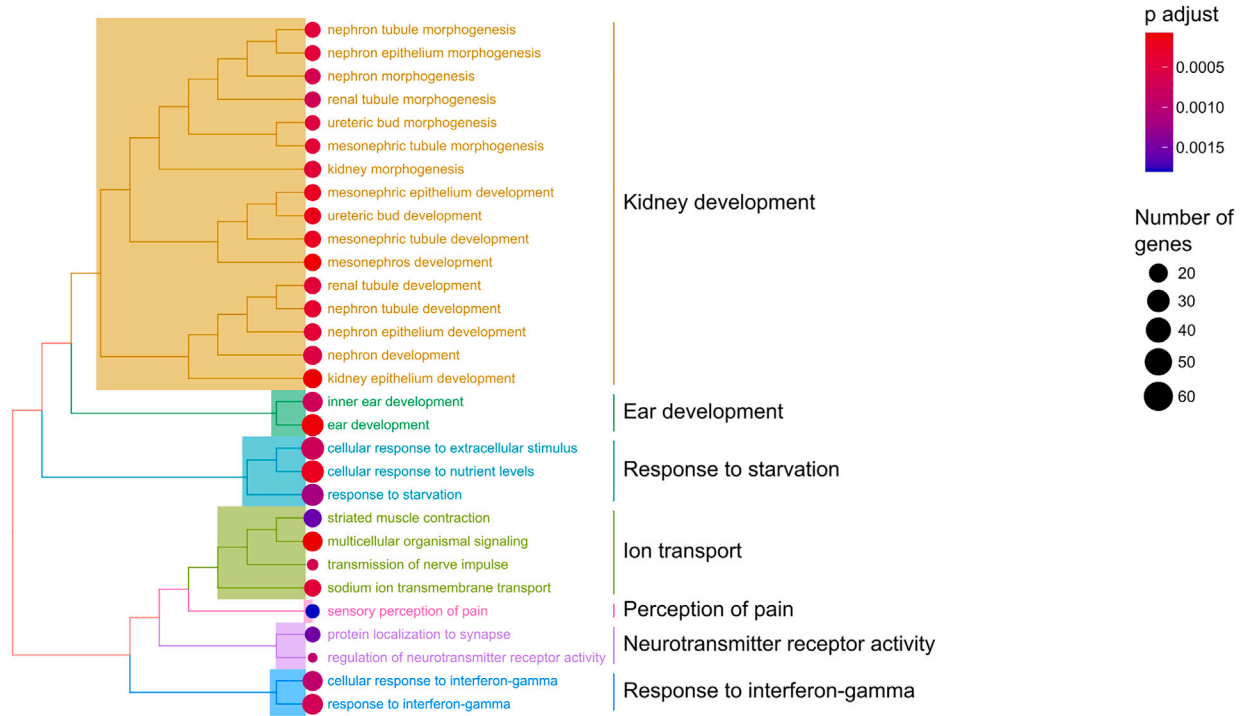 nephron tubule morphogenesis
nephron epithelium morphogenesis
nephron morphogenesis
renal tubule morphogenesis
ureteric bud morphogenesis
mesonephric tubule morphogenesis
kidney morphogenesis
mesonephric epithelium development
ureteric bud development
mesonephric tubule development
mesonephros development
renal tubule development
nephron tubule development
nephron epithelium development
nephron development
kidney epithelium development
inner ear development
ear development
cellular response to extracellular stimulus
cellular response to nutrient levels
response to starvation
striated muscle contraction
multicellular organismal signaling
transmission of nerve impulse
sodium ion transmembrane transport
sensory perception of pain
protein localization to synapse
regulation of neurotransmitter receptor activity
cellular response to interferon-gamma
response to interferon-gamma
Kidney development
Ear development
Response to starvation
Ion transport
Perception of pain
Neurotransmitter receptor activity
Response to interferon-gamma
p adjust
0.0005
0.0010
0.0015
Number of
genes
20
30
40
50
60